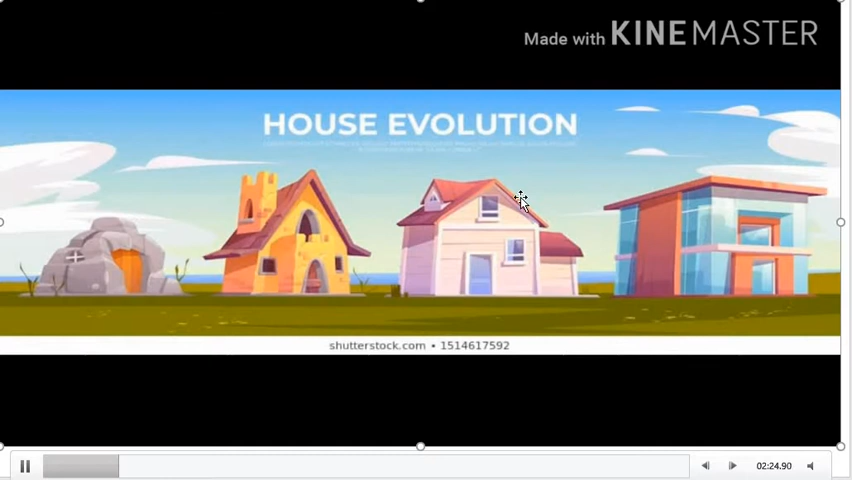 Made with KINEMASTER
HOUSE EVOLUTION
shutterstock.com • 1514617592
02:24.90